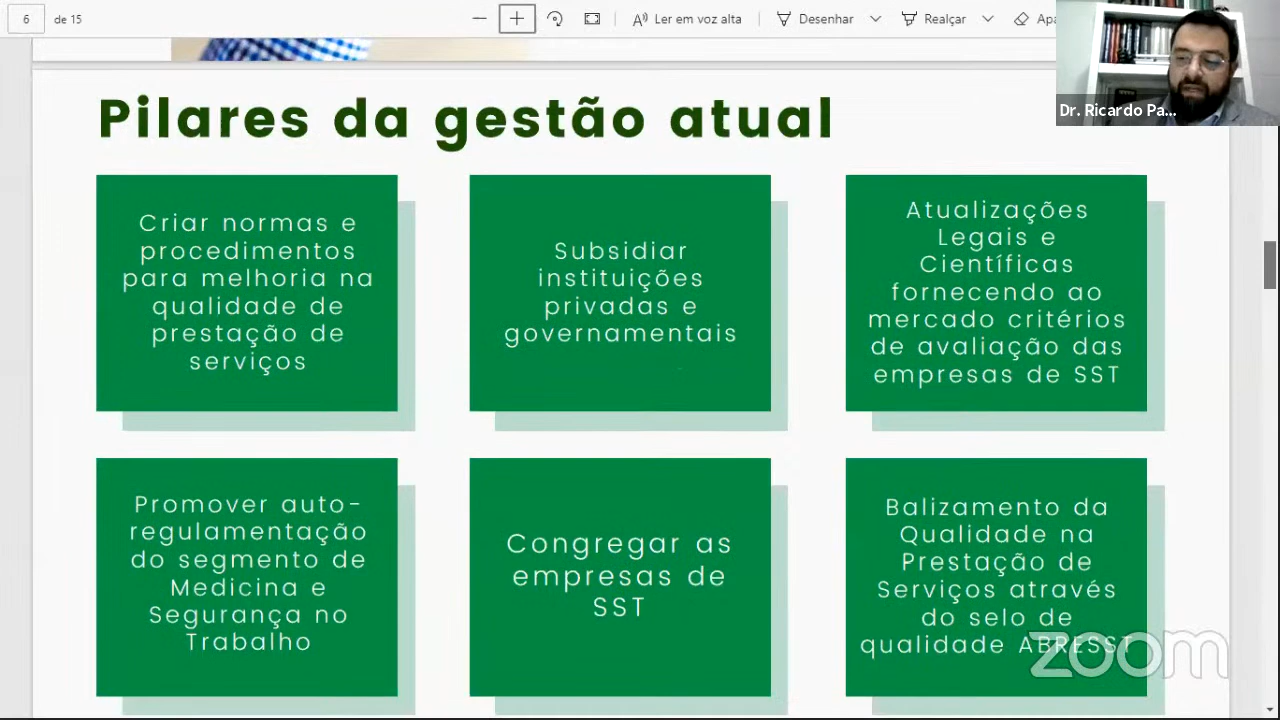 6 de 15
Ler em voz alta
Desenhar
Realçar
Dr. Ricardo Pa...
Pilares da gestão atual
Criar normas e
procedimentos
para melhoria na
qualidade de
prestação de
serviços
Subsidiar
instituições
privadas e
governamentais
Atualizações
Legais e
Científicas
fornecendo ao
mercado critérios
de avaliação das
empresas de SST
Promover auto-
regulamentação
do segmento de
Medicina e
Segurança no
Trabalho
Congregar as
empresas de
SST
Balizamento da
Qualidade na
Prestação de
Serviços através
do selo de
qualidade ABRESST
zoom